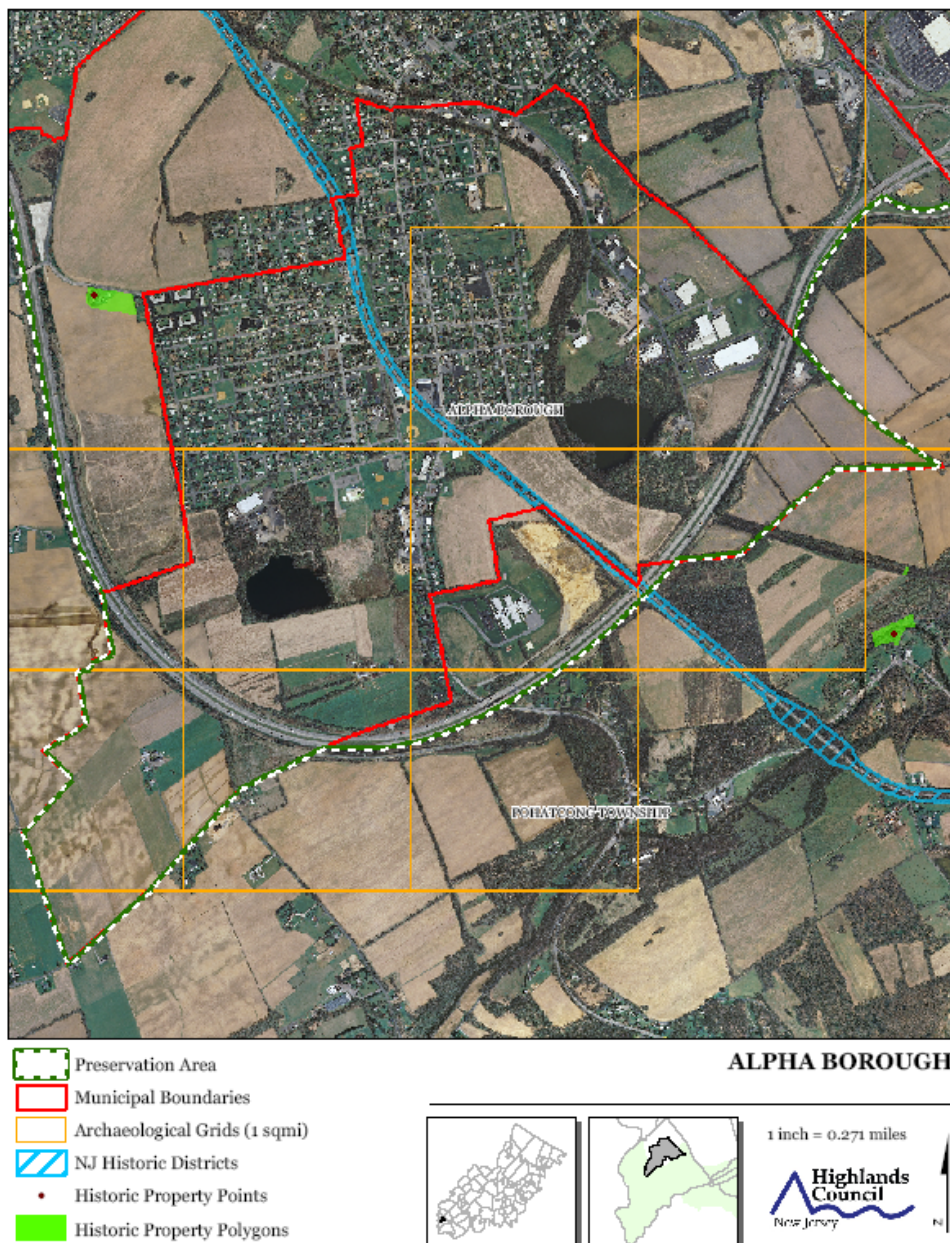 ALPHA BOROUGH
POHATCONG TOWNSHIP
Preservation Area
Municipal Boundaries
Archaeological Grids (1 sqmi)
NJ Historic Districts
Historic Property Points
Historic Property Polygons
ALPHA BOROUGH
1 inch = 0.271 miles
Highlands
Council
New Jersey
N